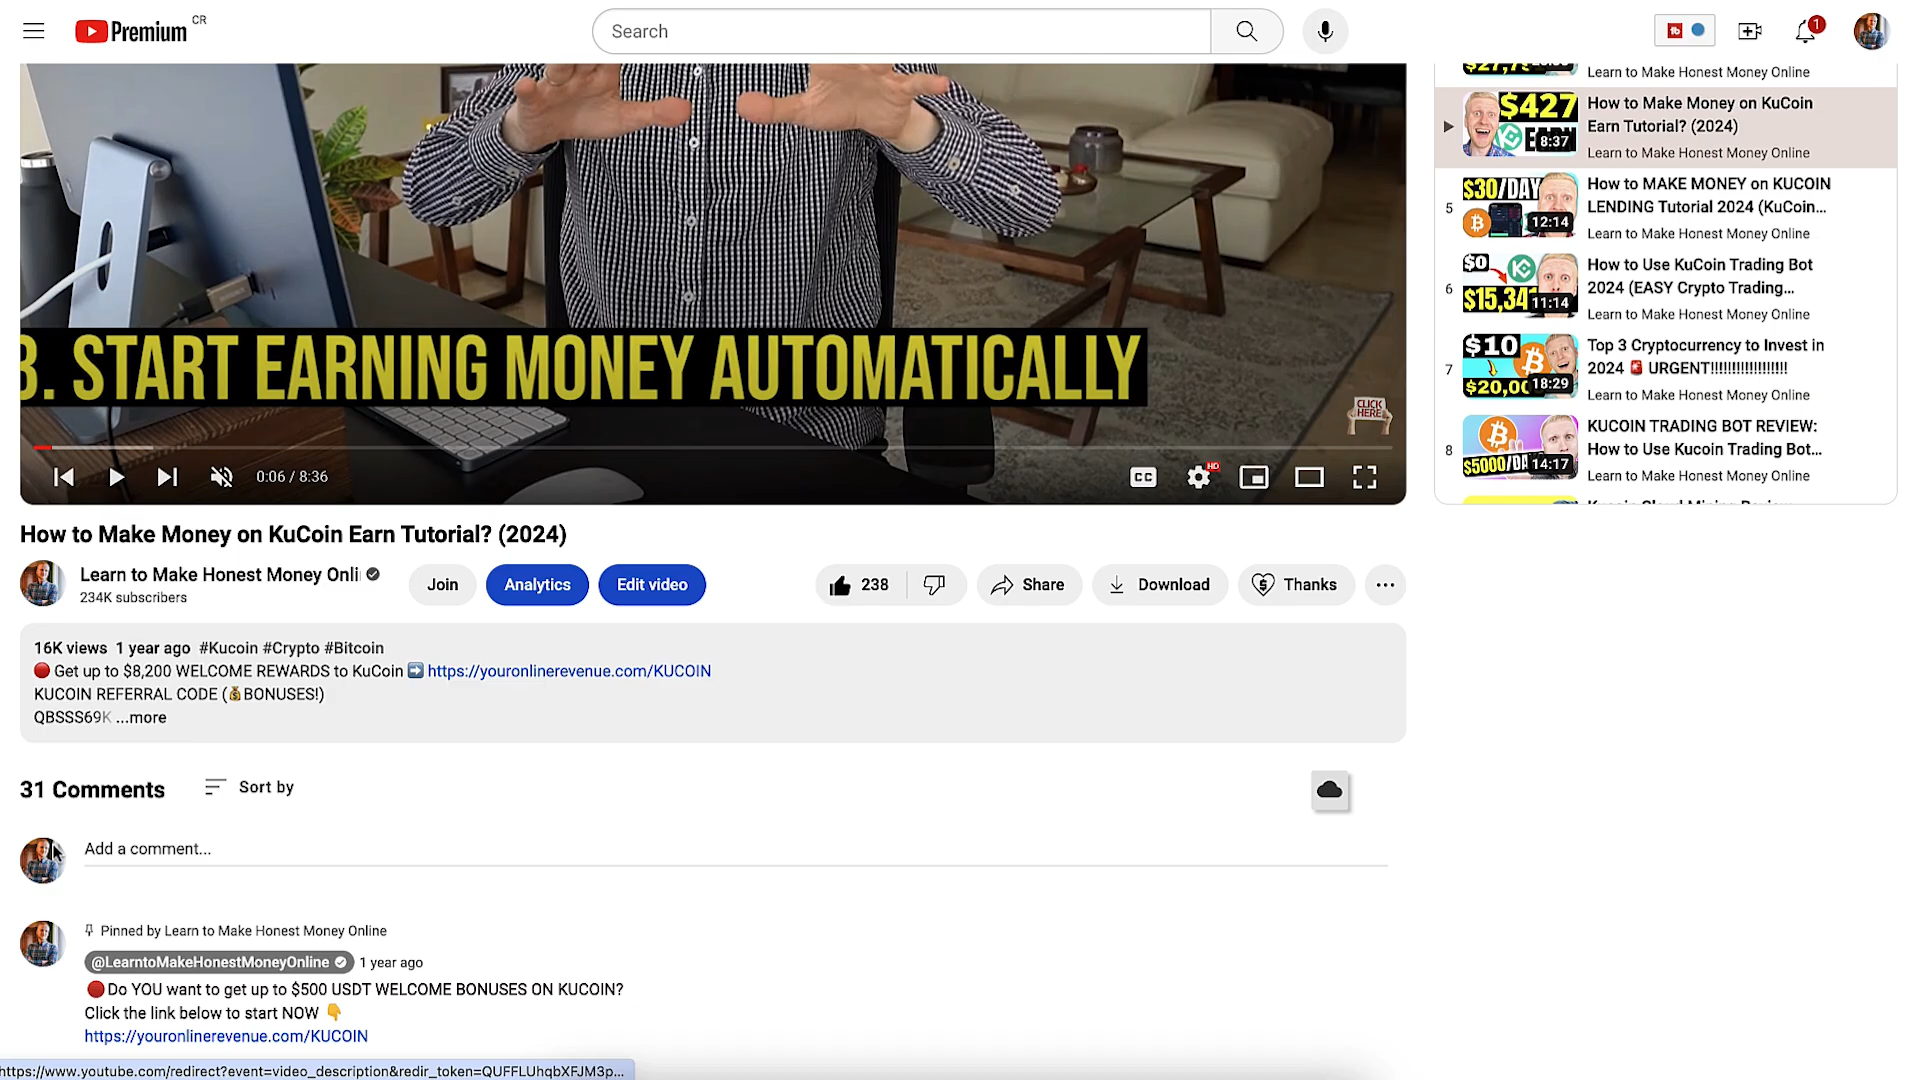 Premium CR
Search
1
Learn to Make Honest Money Online
$427
8:37
How to Make Money on KuCoin
Earn Tutorial? (2024)
Learn to Make Honest Money Online
5
$30/DAY
12:14
How to MAKE MONEY on KUCOIN
LENDING Tutorial 2024 (KuCoin...
Learn to Make Honest Money Online
6
$0
11:14
How to Use KuCoin Trading Bot
2024 (EASY Crypto Trading...
Learn to Make Honest Money Online
7
$10
18:29
Top 3 Cryptocurrency to Invest in
2024 🚨 URGENT!!!!!!!!!!!!!!!!!!
Learn to Make Honest Money Online
8
14:17
KUCOIN TRADING BOT REVIEW:
How to Use Kucoin Trading Bot...
Learn to Make Honest Money Online
3. START EARNING MONEY AUTOMATICALLY
CLICK
HERE
0:06 / 8:36
CC
HD
How to Make Money on KuCoin Earn Tutorial? (2024)
Learn to Make Honest Money Onli
234K subscribers
Join
Analytics
Edit video
238
Share
Download
Thanks
16K views 1 year ago #Kucoin #Crypto #Bitcoin
🔴 Get up to $8,200 WELCOME REWARDS to KuCoin ➡️ https://youronlinerevenue.com/KUCOIN
KUCOIN REFERRAL CODE (💰BONUSES!)
QBSSS69K ...more
31 Comments
Sort by
Add a comment...
Pinned by Learn to Make Honest Money Online
@LearntoMakeHonestMoneyOnline 1 year ago
🔴Do YOU want to get up to $500 USDT WELCOME BONUSES ON KUCOIN?
Click the link below to start NOW 👇
https://youronlinerevenue.com/KUCOIN
https://www.youtube.com/redirect?event=video_description&redir_token=QUFFLUhqbXFJM3p...